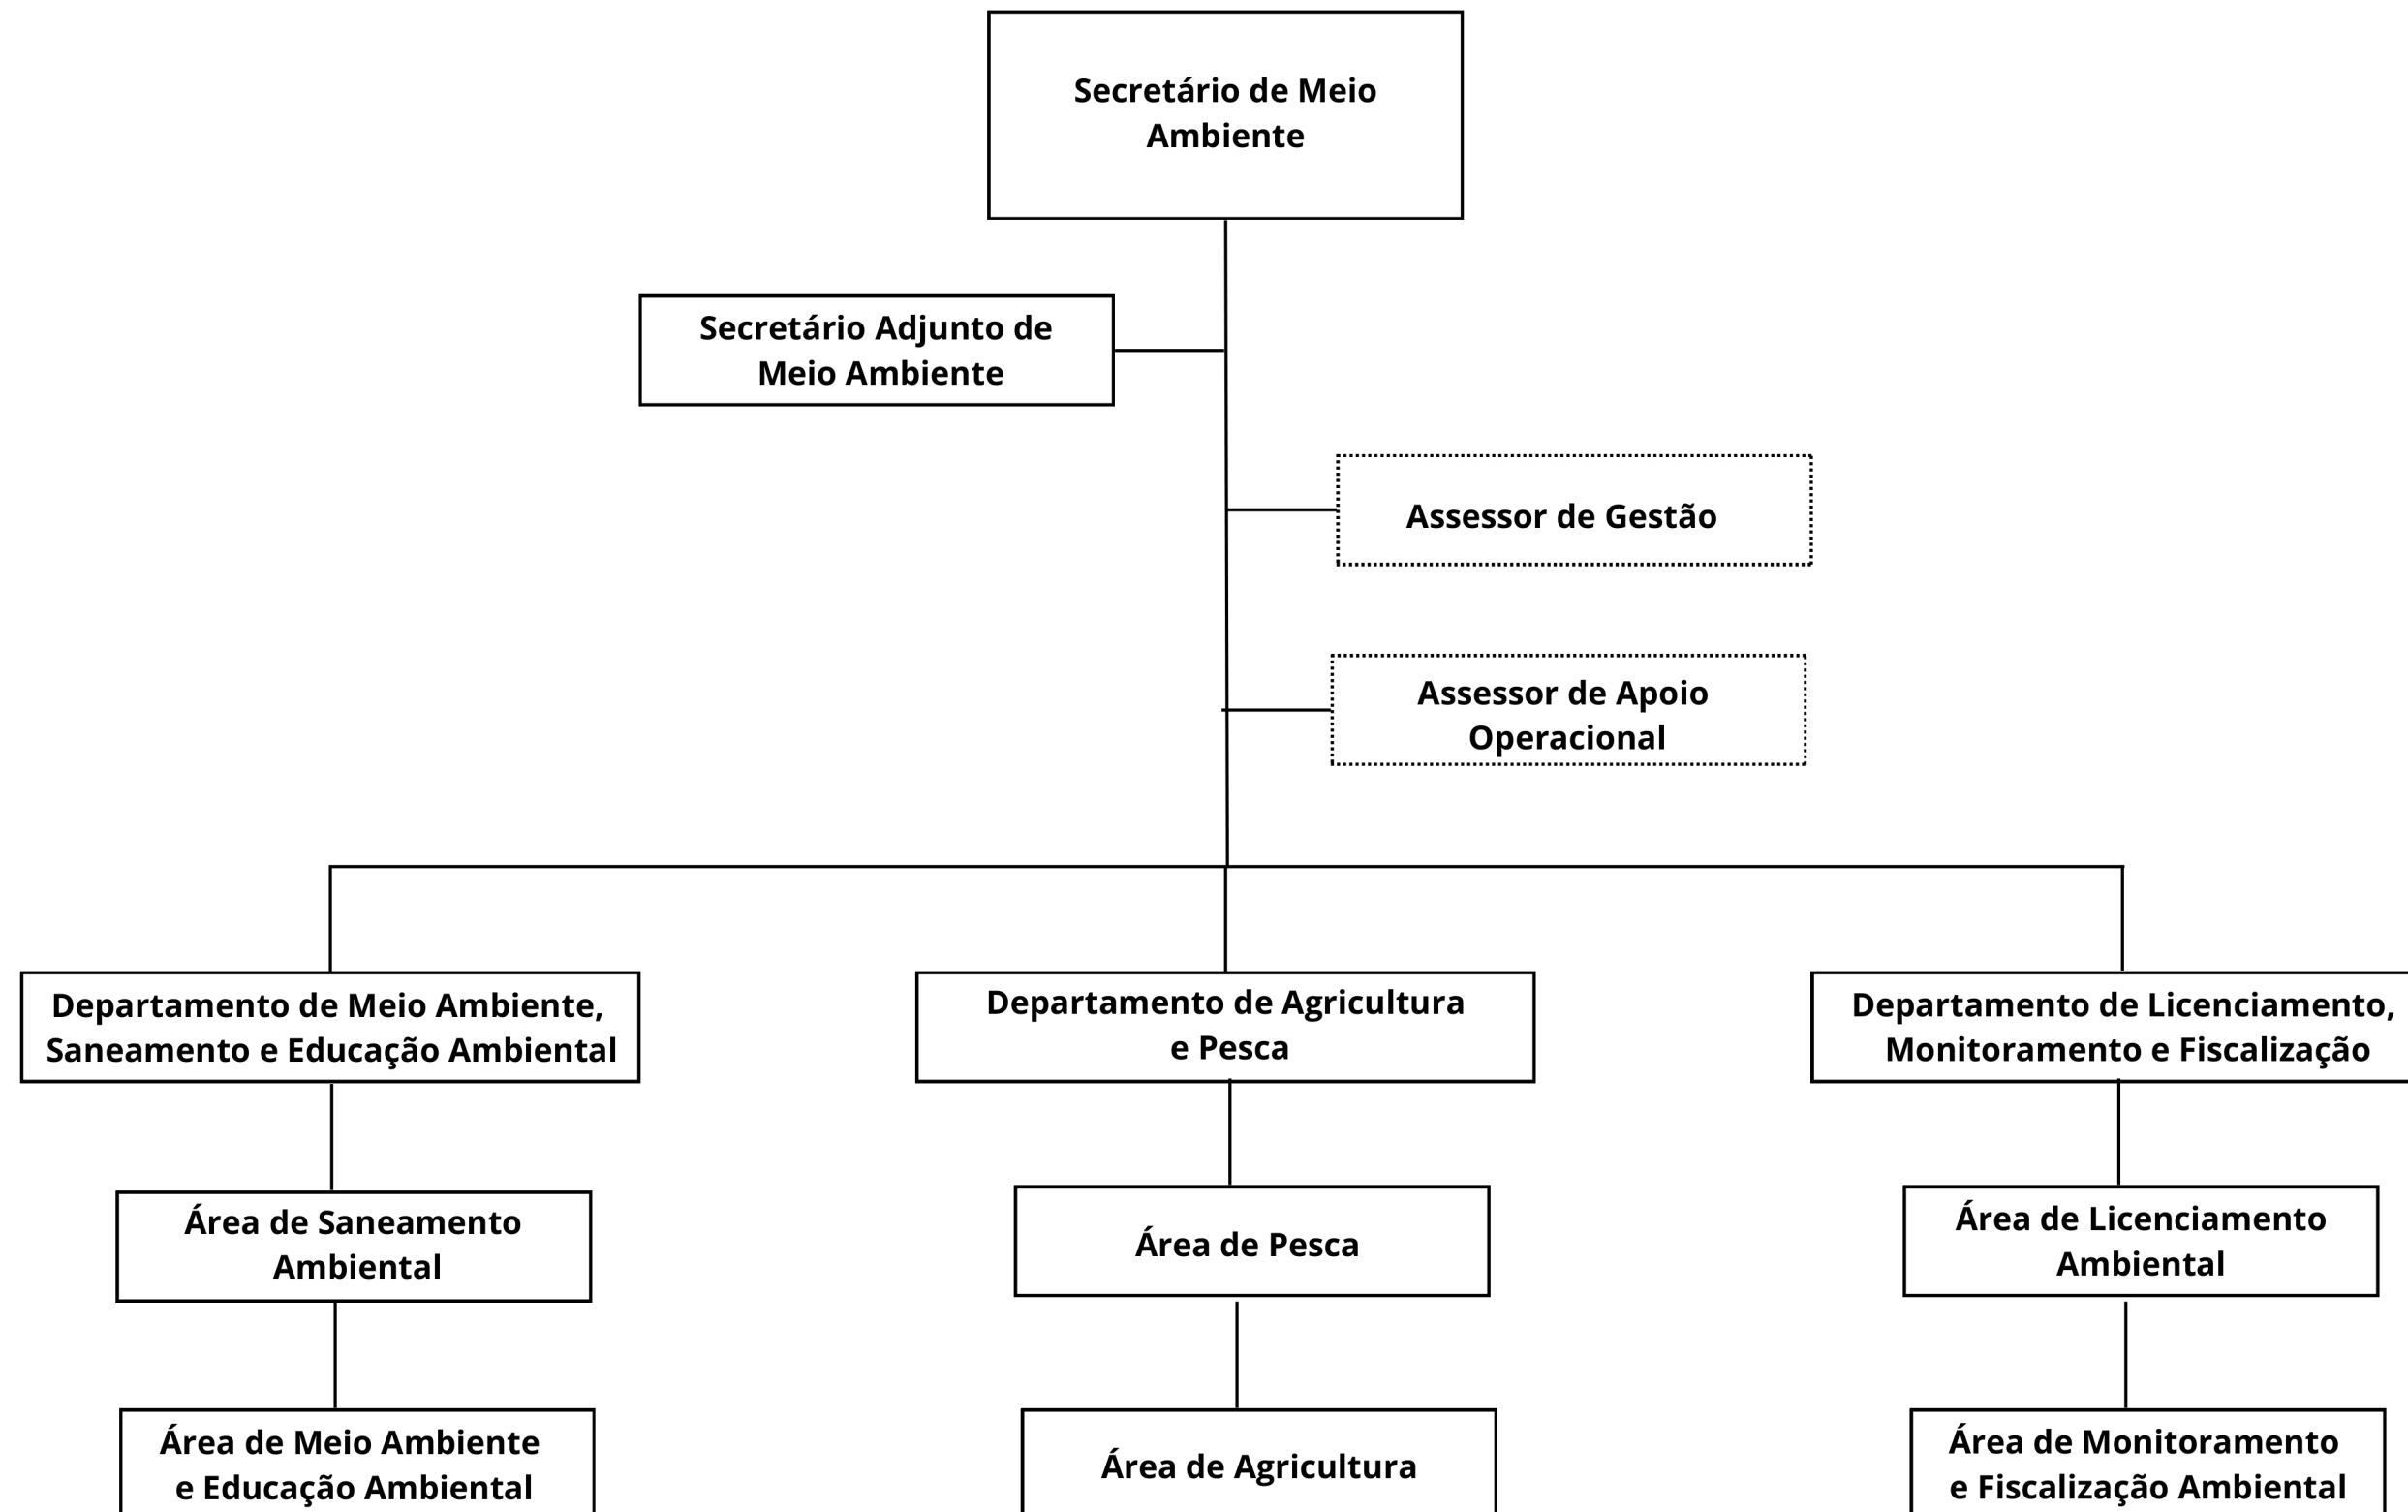 Secretário de Meio
Ambiente
Secretário Adjunto de
Meio Ambiente
Assessor de Gestão
Assessor de Apoio
Operacional
Departamento de Meio Ambiente,
Saneamento e Educação Ambiental
Departamento de Agricultura
e Pesca
Departamento de Licenciamento,
Monitoramento e Fiscalização
Área de Saneamento
Ambiental
Área de Pesca
Área de Licenciamento
Ambiental
Área de Meio Ambiente
e Educação Ambiental
Área de Agricultura
Área de Monitoramento
e Fiscalização Ambiental